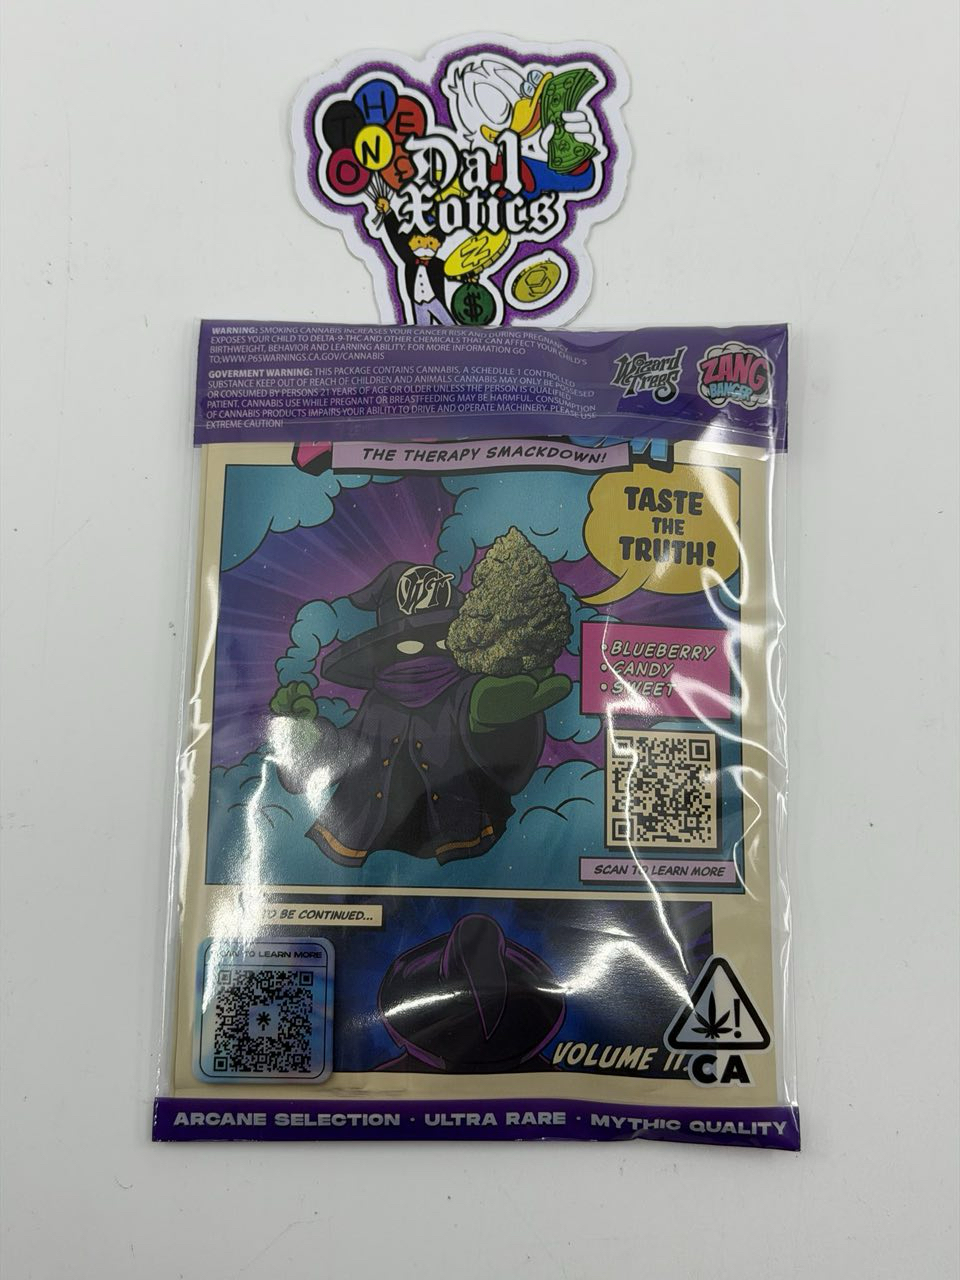 THE
ONE
Dal
Xotics
WARNING: SMOKING CANNABIS INCREASES YOUR CANCER RISK AND DURING PREGNANCY
EXPOSES YOUR CHILD TO DELTA-9-THC AND OTHER CHEMICALS THAT CAN AFFECT YOUR CHILD'S
BIRTHWEIGHT, BEHAVIOR AND LEARNING ABILITY. FOR MORE INFORMATION GO
TO;WWW.P65WARNINGS.CA.GOV/CANNABIS
GOVERMENT WARNING: THIS PACKAGE CONTAINS CANNABIS, A SCHEDULE 1 CONTROLLED
SUBSTANCE KEEP OUT OF REACH OF CHILDREN AND ANIMALS CANNABIS MAY ONLY BE POSSESED
OR CONSUMED BY PERSONS 21 YEARS OF AGE OR OLDER UNLESS THE PERSON IS QUALIFIED
PATIENT. CANNABIS USE WHILE PREGNANT OR BREASTFEEDING MAY BE HARMFUL. CONSUMPTION
OF CANNABIS PRODUCTS IMPAIRS YOUR ABILITY TO DRIVE AND OPERATE MACHINERY. PLEASE USE
EXTREME CAUTION!
Wizard
Trees
ZANG
BANGER
THE THERAPY SMACKDOWN!
TASTE
THE
TRUTH!
WT
• BLUEBERRY
• CANDY
• SWEET
SCAN TO LEARN MORE
TO BE CONTINUED...
SCAN TO LEARN MORE
VOLUME
CA
ARCANE SELECTION · ULTRA RARE · MYTHIC QUALITY